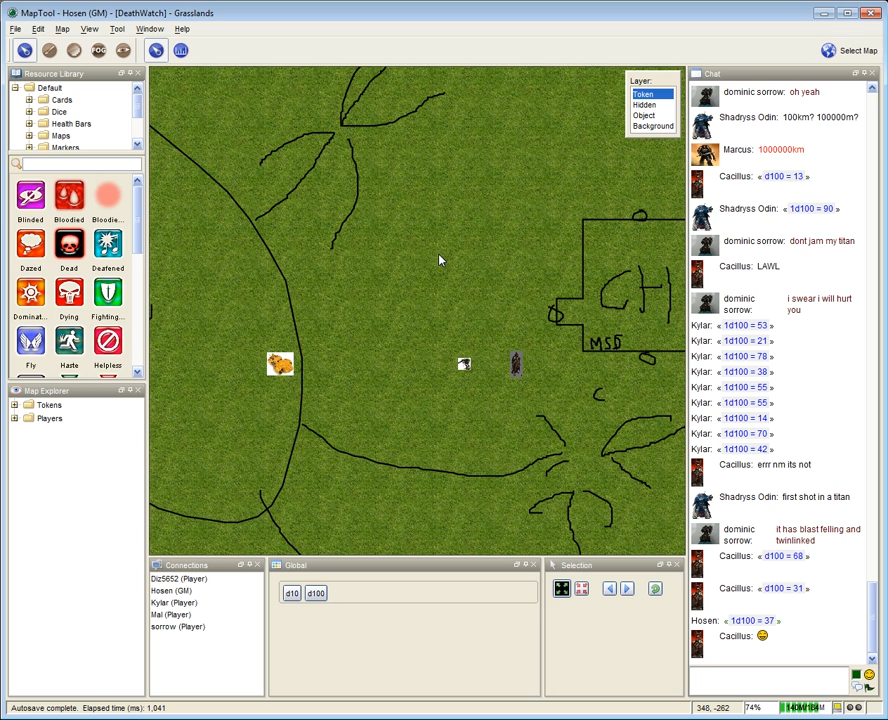 MapTool - Hosen (GM) - [DeathWatch] - Grasslands
File Edit Map View Tool Window Help
FOG
Select Map
Resource Library
Default
Cards
Dice
Health Bars
Maps
Markers
Blinded Bloodied Bloodie...
Dazed Dead Deafened
Dominat... Dying Fighting...
Fly Haste Helpless
Map Explorer
Tokens
Players
Layer:
Token
Hidden
Object
Background
CH
MSD
C
Connections
Diz5652 (Player)
Hosen (GM)
Kylar (Player)
Mal (Player)
sorrow (Player)
Global
d10 d100
Selection
Chat
dominic sorrow: oh yeah
Shadryss Odin: 100km? 100000m?
Marcus: 1000000km
Cacillus: « d100 = 13 »
Shadryss Odin: « 1d100 = 90 »
dominic sorrow: dont jam my titan
Cacillus: LAWL
dominic sorrow: i swear i will hurt you
Kylar: « 1d100 = 53 »
Kylar: « 1d100 = 21 »
Kylar: « 1d100 = 78 »
Kylar: « 1d100 = 38 »
Kylar: « 1d100 = 55 »
Kylar: « 1d100 = 55 »
Kylar: « 1d100 = 14 »
Kylar: « 1d100 = 70 »
Kylar: « 1d100 = 42 »
Cacillus: errr nm its not
Shadryss Odin: first shot in a titan
dominic sorrow: it has blast felling and twinlinked
Cacillus: « d100 = 68 »
Cacillus: « d100 = 31 »
Hosen: « 1d100 = 37 »
Cacillus:
Autosave complete. Elapsed time (ms): 1,041
348, -262
74%